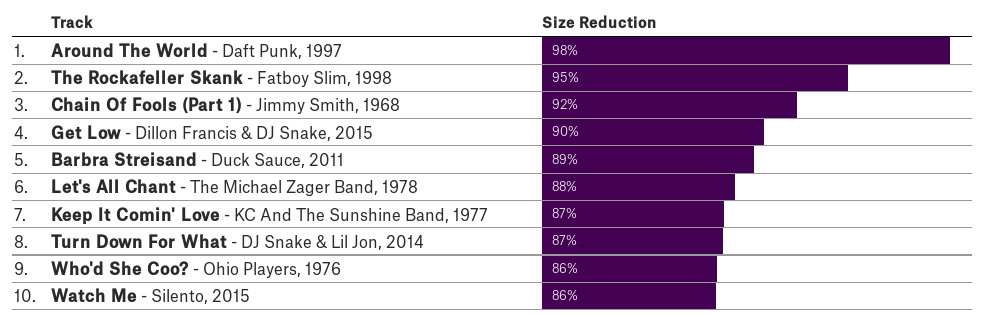 Track Size Reduction
1. Around The World - Daft Punk, 1997 98%
2. The Rockafeller Skank - Fatboy Slim, 1998 95%
3. Chain Of Fools (Part 1) - Jimmy Smith, 1968 92%
4. Get Low - Dillon Francis & DJ Snake, 2015 90%
5. Barbra Streisand - Duck Sauce, 2011 89%
6. Let's All Chant - The Michael Zager Band, 1978 88%
7. Keep It Comin' Love - KC And The Sunshine Band, 1977 87%
8. Turn Down For What - DJ Snake & Lil Jon, 2014 87%
9. Who'd She Coo? - Ohio Players, 1976 86%
10. Watch Me - Silento, 2015 86%